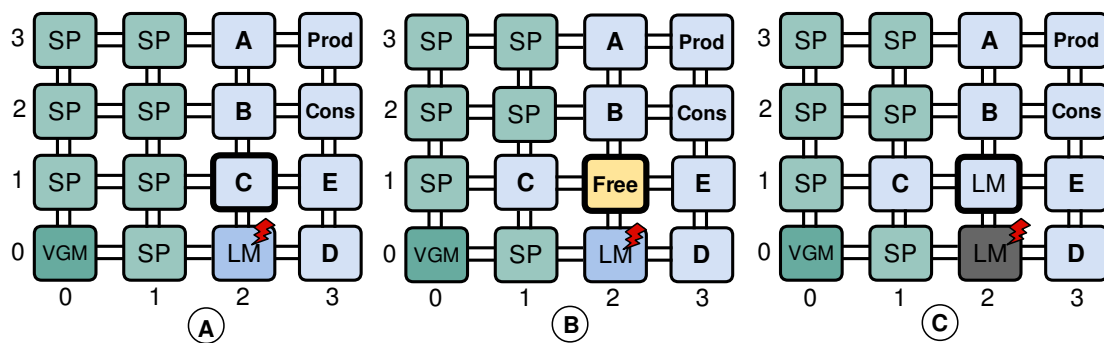 3 SP SP A Prod 3 SP SP A Prod 3 SP SP A Prod
2 SP SP B Cons 2 SP SP B Cons 2 SP SP B Cons
1 SP SP C E 1 SP C Free E 1 SP C LM E
0 VGM SP LM D 0 VGM SP LM D 0 VGM SP LM D
0 1 2 3 0 1 2 3 0 1 2 3
A B C